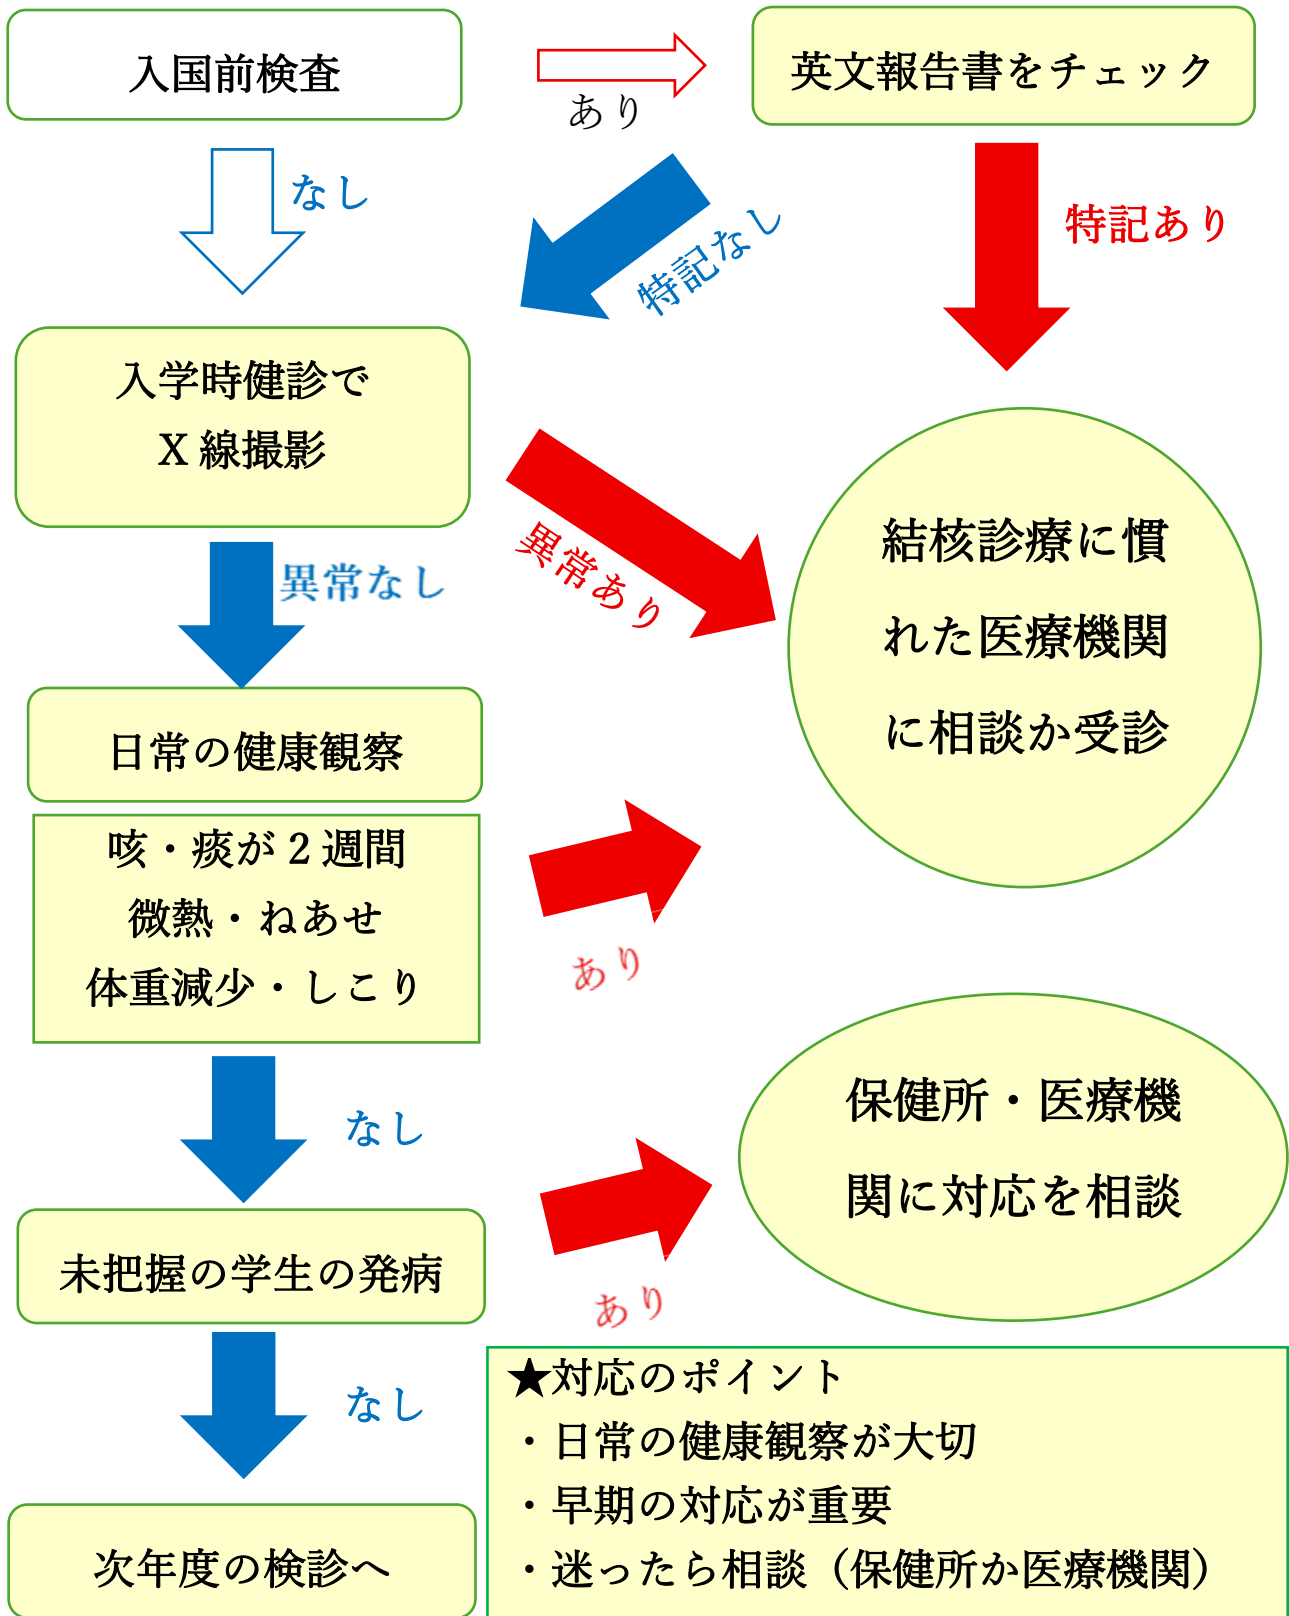 入国前検査
あり
英文報告書をチェック
なし
特記なし
特記あり
入学時健診で
X 線撮影
異常なし
異常あり
結核診療に慣
れた医療機関
に相談か受診
日常の健康観察
咳・痰が 2 週間
微熱・ねあせ
体重減少・しこり
あり
なし
保健所・医療機
関に対応を相談
未把握の学生の発病
あり
なし
★対応のポイント
・日常の健康観察が大切
・早期の対応が重要
・迷ったら相談（保健所か医療機関）
次年度の検診へ